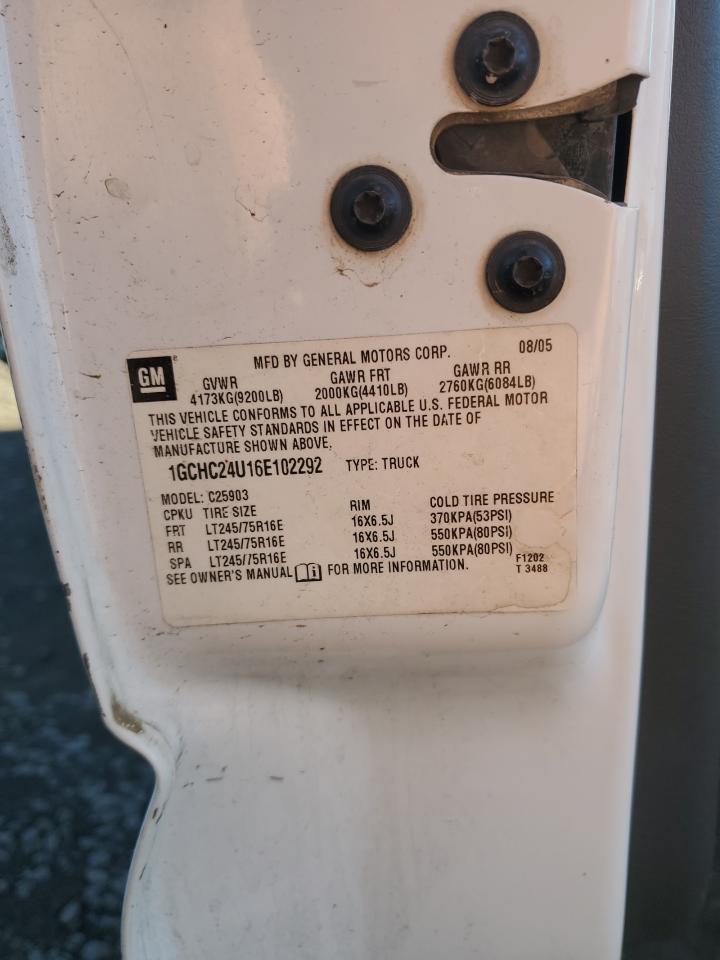 GM
MFD BY GENERAL MOTORS CORP. 08/05
GVWR GAWR FRT GAWR RR
4173KG(9200LB) 2000KG(4410LB) 2760KG(6084LB)
THIS VEHICLE CONFORMS TO ALL APPLICABLE U.S. FEDERAL MOTOR
VEHICLE SAFETY STANDARDS IN EFFECT ON THE DATE OF
MANUFACTURE SHOWN ABOVE.
1GCHC24U16E102292 TYPE: TRUCK
MODEL: C25903
CPKU TIRE SIZE RIM COLD TIRE PRESSURE
FRT LT245/75R16E 16X6.5J 370KPA(53PSI)
RR LT245/75R16E 16X6.5J 550KPA(80PSI)
SPA LT245/75R16E 16X6.5J 550KPA(80PSI)
SEE OWNER'S MANUAL FOR MORE INFORMATION.
F1202
T 3488